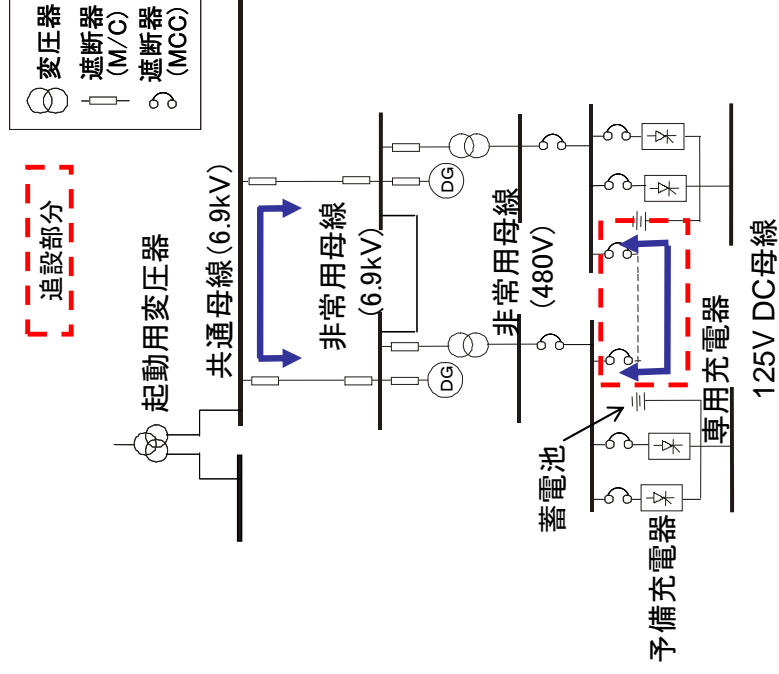 変圧器
遮断器
(M/C)
遮断器
(MCC)
追設部分
起動用変圧器
共通母線(6.9kV)
非常用母線
(6.9kV)
DG
DG
非常用母線
(480V)
蓄電池
予備充電器
専用充電器
125V DC母線